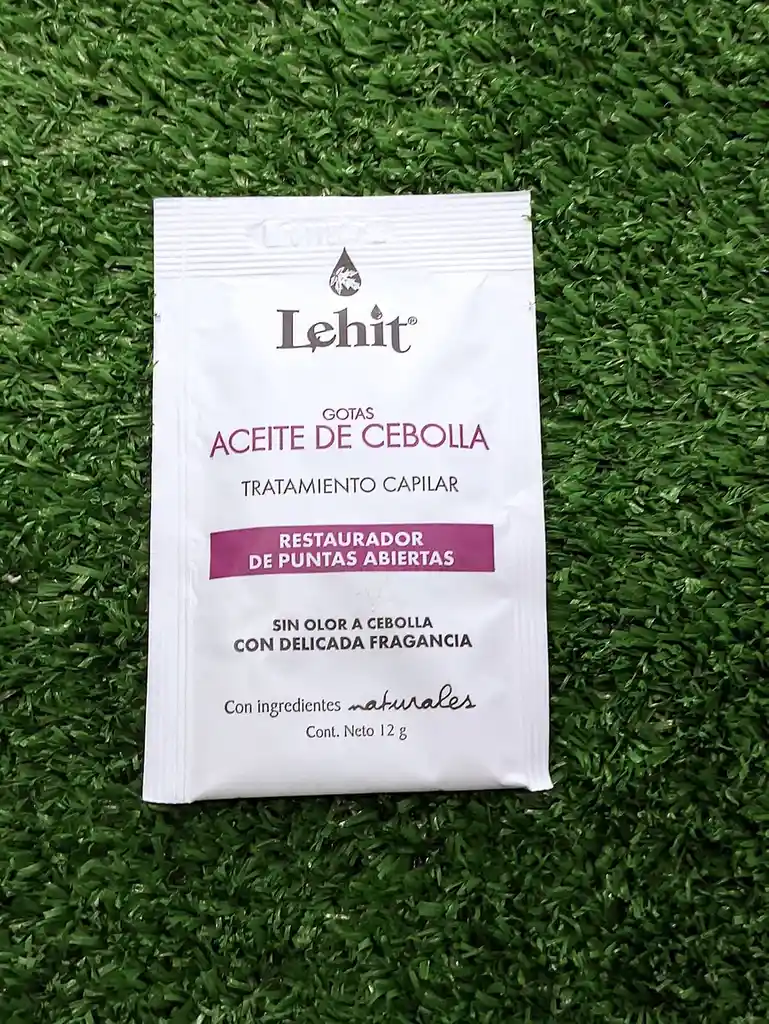 Lehit®
GOTAS
ACEITE DE CEBOLLA
TRATAMIENTO CAPILAR
RESTAURADOR
DE PUNTAS ABIERTAS
SIN OLOR A CEBOLLA
CON DELICADA FRAGANCIA
Con ingredientes naturales
Cont. Neto 12 g